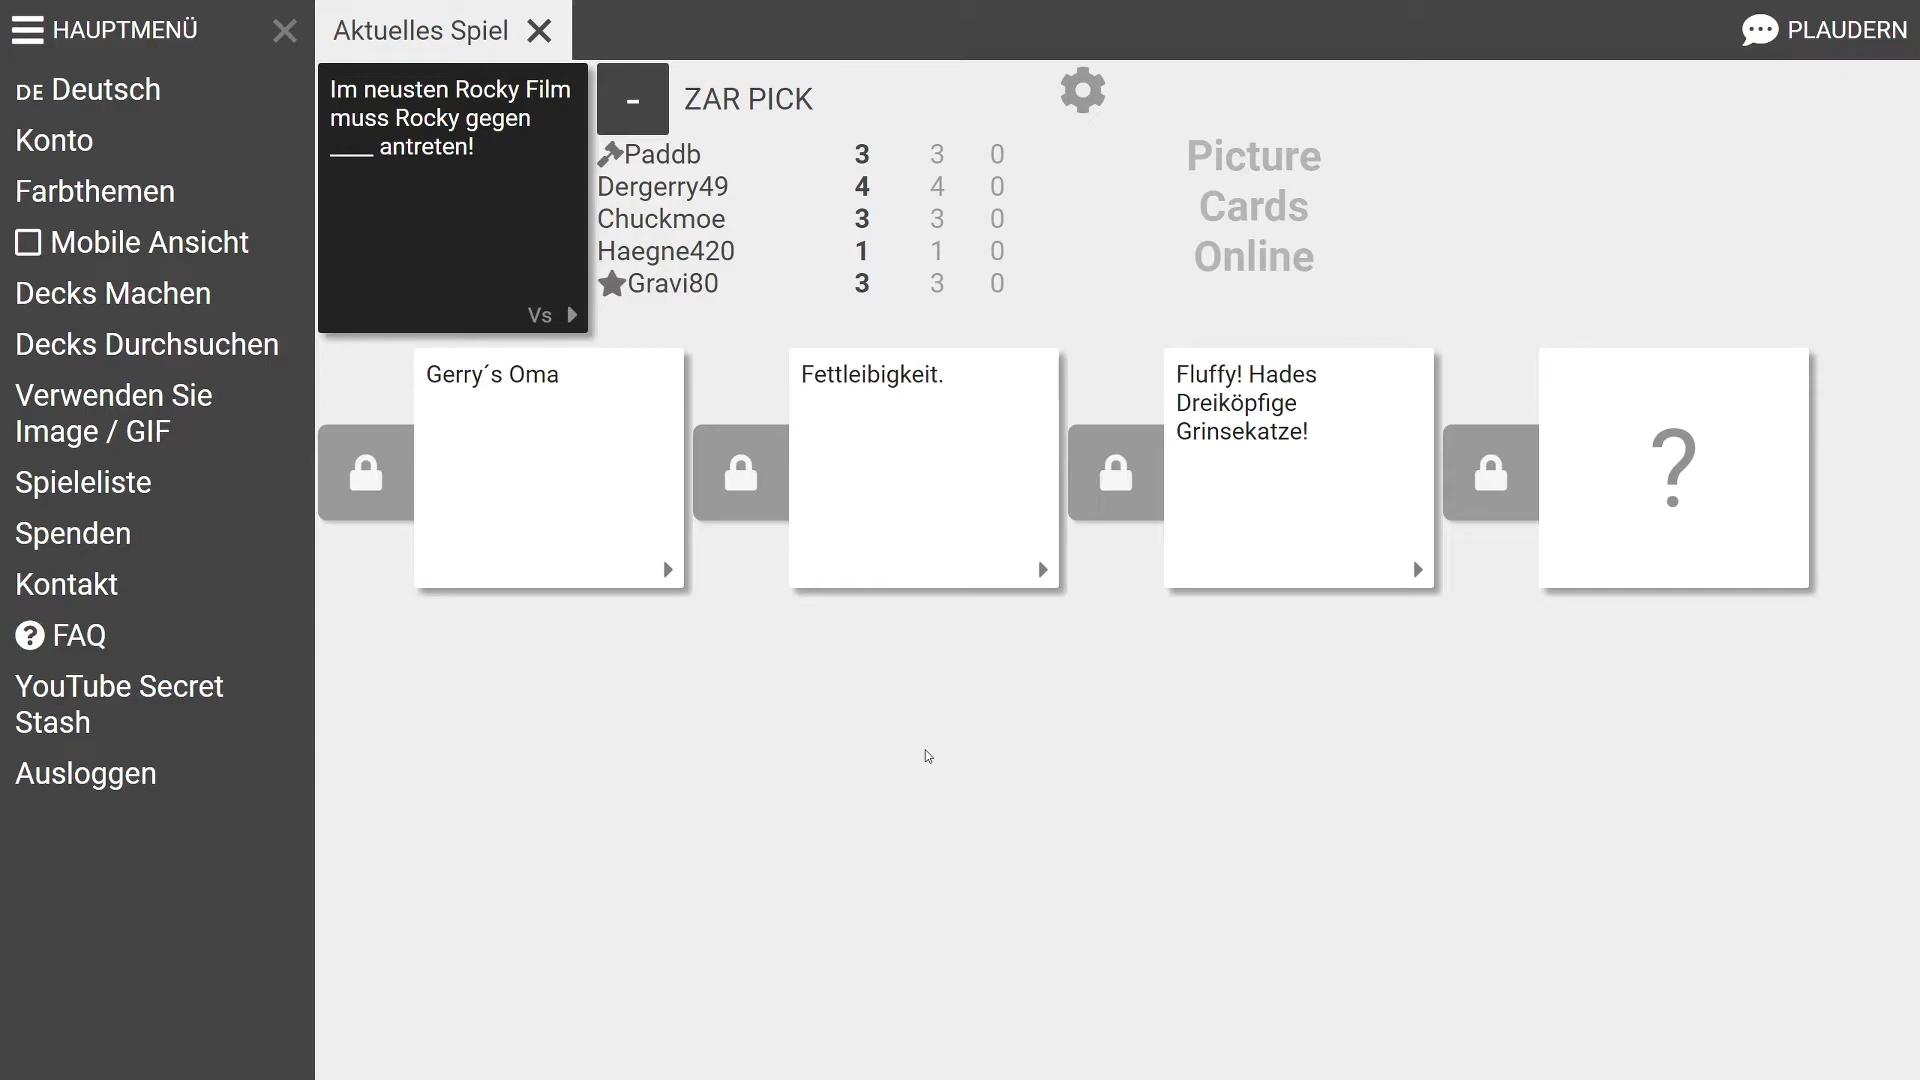 HAUPTMENÜ
Aktuelles Spiel
PLAUDERN
DE Deutsch
Konto
Farbthemen
Mobile Ansicht
Decks Machen
Decks Durchsuchen
Verwenden Sie
Image / GIF
Spieleliste
Spenden
Kontakt
? FAQ
YouTube Secret
Stash
Ausloggen
Im neusten Rocky Film
muss Rocky gegen
____ antreten!
Vs
- ZAR PICK
Paddb 3 3 0
Dergerry49 4 4 0
Chuckmoe 3 3 0
Haegne420 1 1 0
Gravi80 3 3 0
Picture
Cards
Online
Gerry´s Oma
Fettleibigkeit.
Fluffy! Hades
Dreiköpfige
Grinsekatze!
?